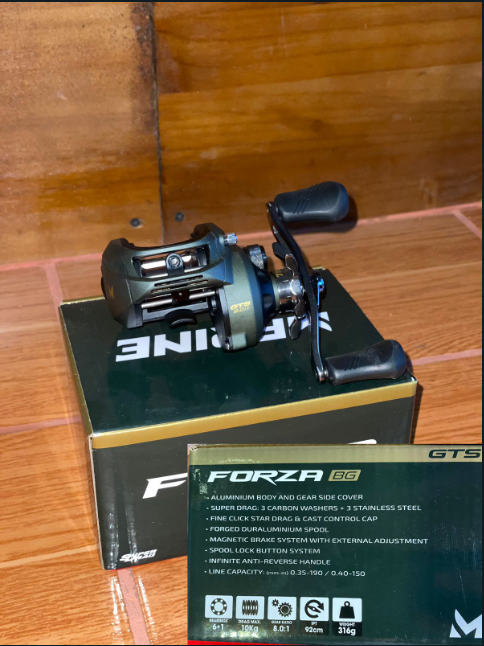 GTS
MARINE
F
GTS
FORZA BG
- ALUMINIUM BODY AND GEAR SIDE COVER
- SUPER DRAG: 3 CARBON WASHERS + 3 STAINLESS STEEL
- FINE CLICK STAR DRAG & CAST CONTROL CAP
- FORGED DURALUMINIUM SPOOL
- MAGNETIC BRAKE SYSTEM WITH EXTERNAL ADJUSTMENT
- SPOOL LOCK BUTTON SYSTEM
- INFINITE ANTI-REVERSE HANDLE
- LINE CAPACITY: (mm-m) 0.35-190 / 0.40-150
BEARINGS DRAG MAX. GEAR RATIO IPT WEIGHT
6+1 10Kg 8.0:1 92cm 316g
M